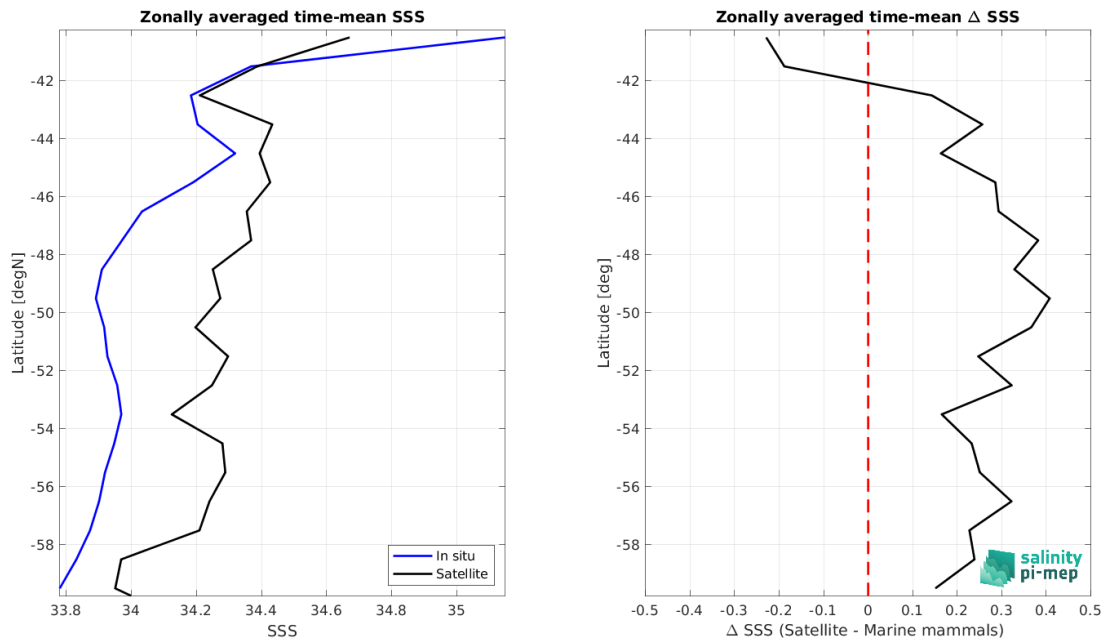 Zonally averaged time-mean SSS
-42
-44
-46
-48
-50
-52
-54
-56
-58
Latitude [degN]
33.8 34 34.2 34.4 34.6 34.8 35
SSS
In situ
Satellite
Zonally averaged time-mean Δ SSS
-42
-44
-46
-48
-50
-52
-54
-56
-58
Latitude [deg]
-0.5 -0.4 -0.3 -0.2 -0.1 0 0.1 0.2 0.3 0.4 0.5
Δ SSS (Satellite - Marine mammals)
salinity
pi-mep